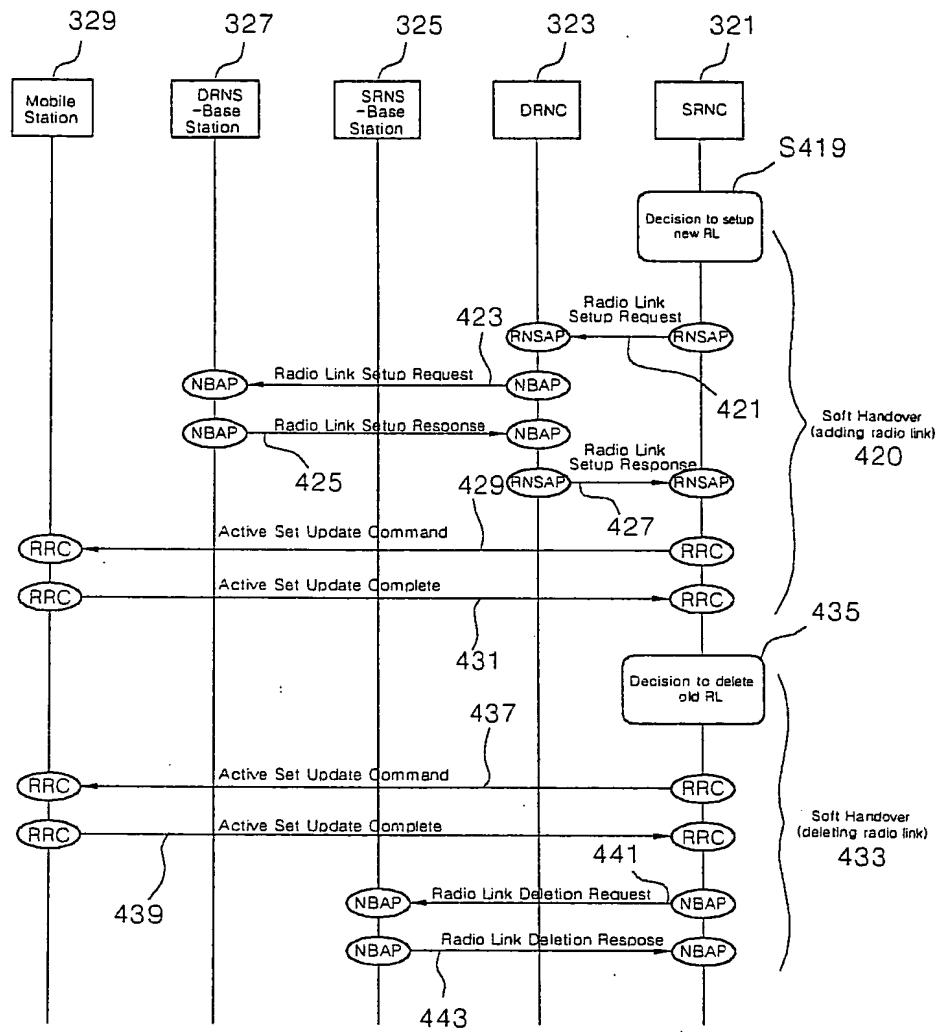 329
327
325
323
321
Mobile
Station
DRNS
-Base
Station
SRNS
-Base
Station
DRNC
SRNC
S419
Decision to setup
new RL
Radio Link
Setup Request
RNSAP
RNSAP
421
423
Radio Link Setup Request
NBAP
NBAP
Soft Handover
(adding radio link)
420
NBAP
Radio Link Setup Response
NBAP
425
429
Radio Link
Setup Response
RNSAP
RNSAP
427
Active Set Update Command
RRC
RRC
Active Set Update Complete
RRC
RRC
431
435
Decision to delete
old RL
437
Active Set Update Command
RRC
RRC
Active Set Update Complete
RRC
RRC
Soft Handover
(deleting radio link)
433
439
441
Radio Link Deletion Request
NBAP
NBAP
Radio Link Deletion Respose
NBAP
NBAP
443